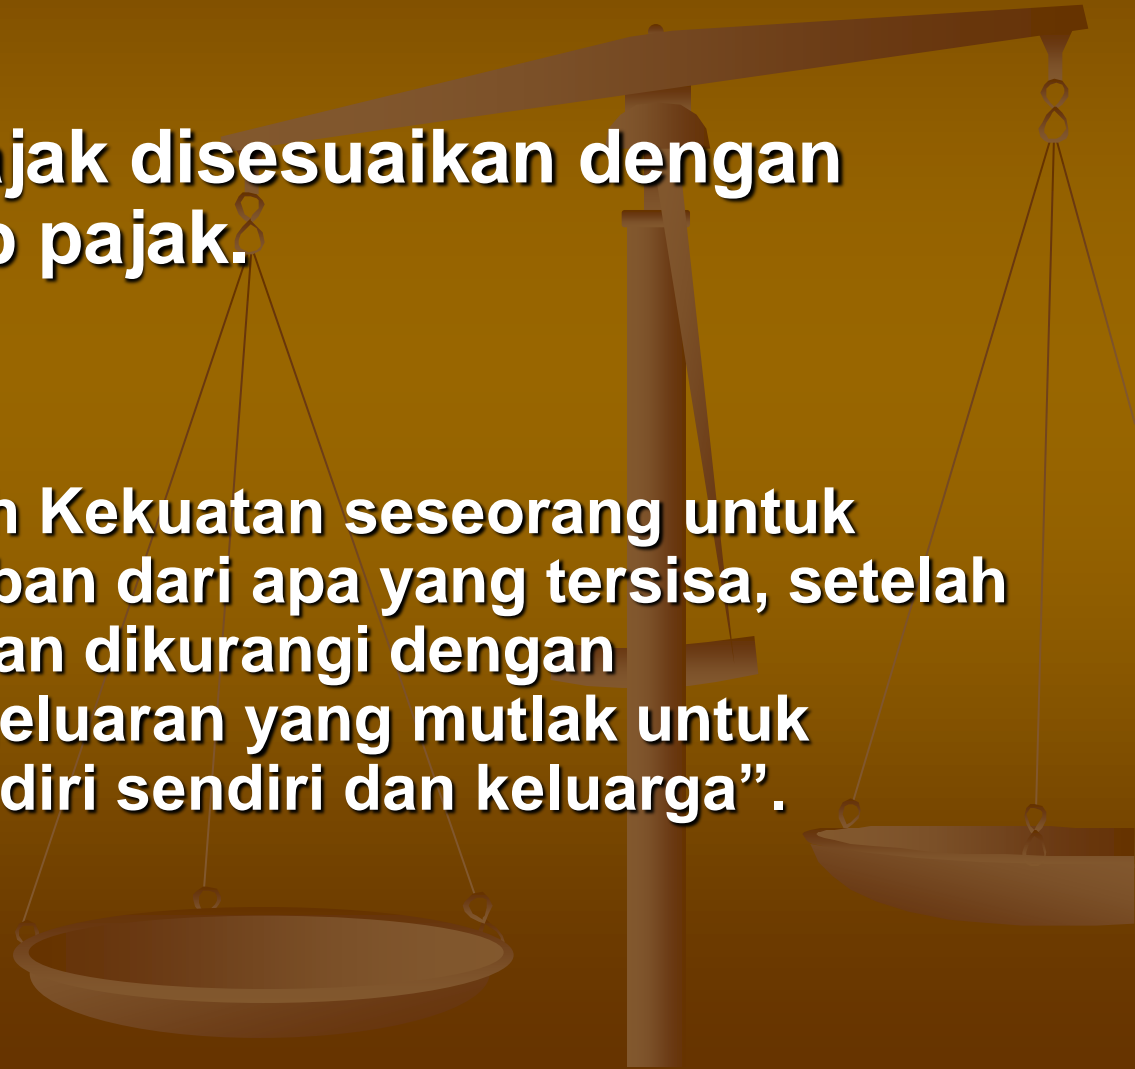 ajak disesuaikan dengan
pajak.
Kekuatan seseorang untuk
ban dari apa yang tersisa, setelah
an dikurangi dengan
eluaran yang mutlak untuk
diri sendiri dan keluarga”.